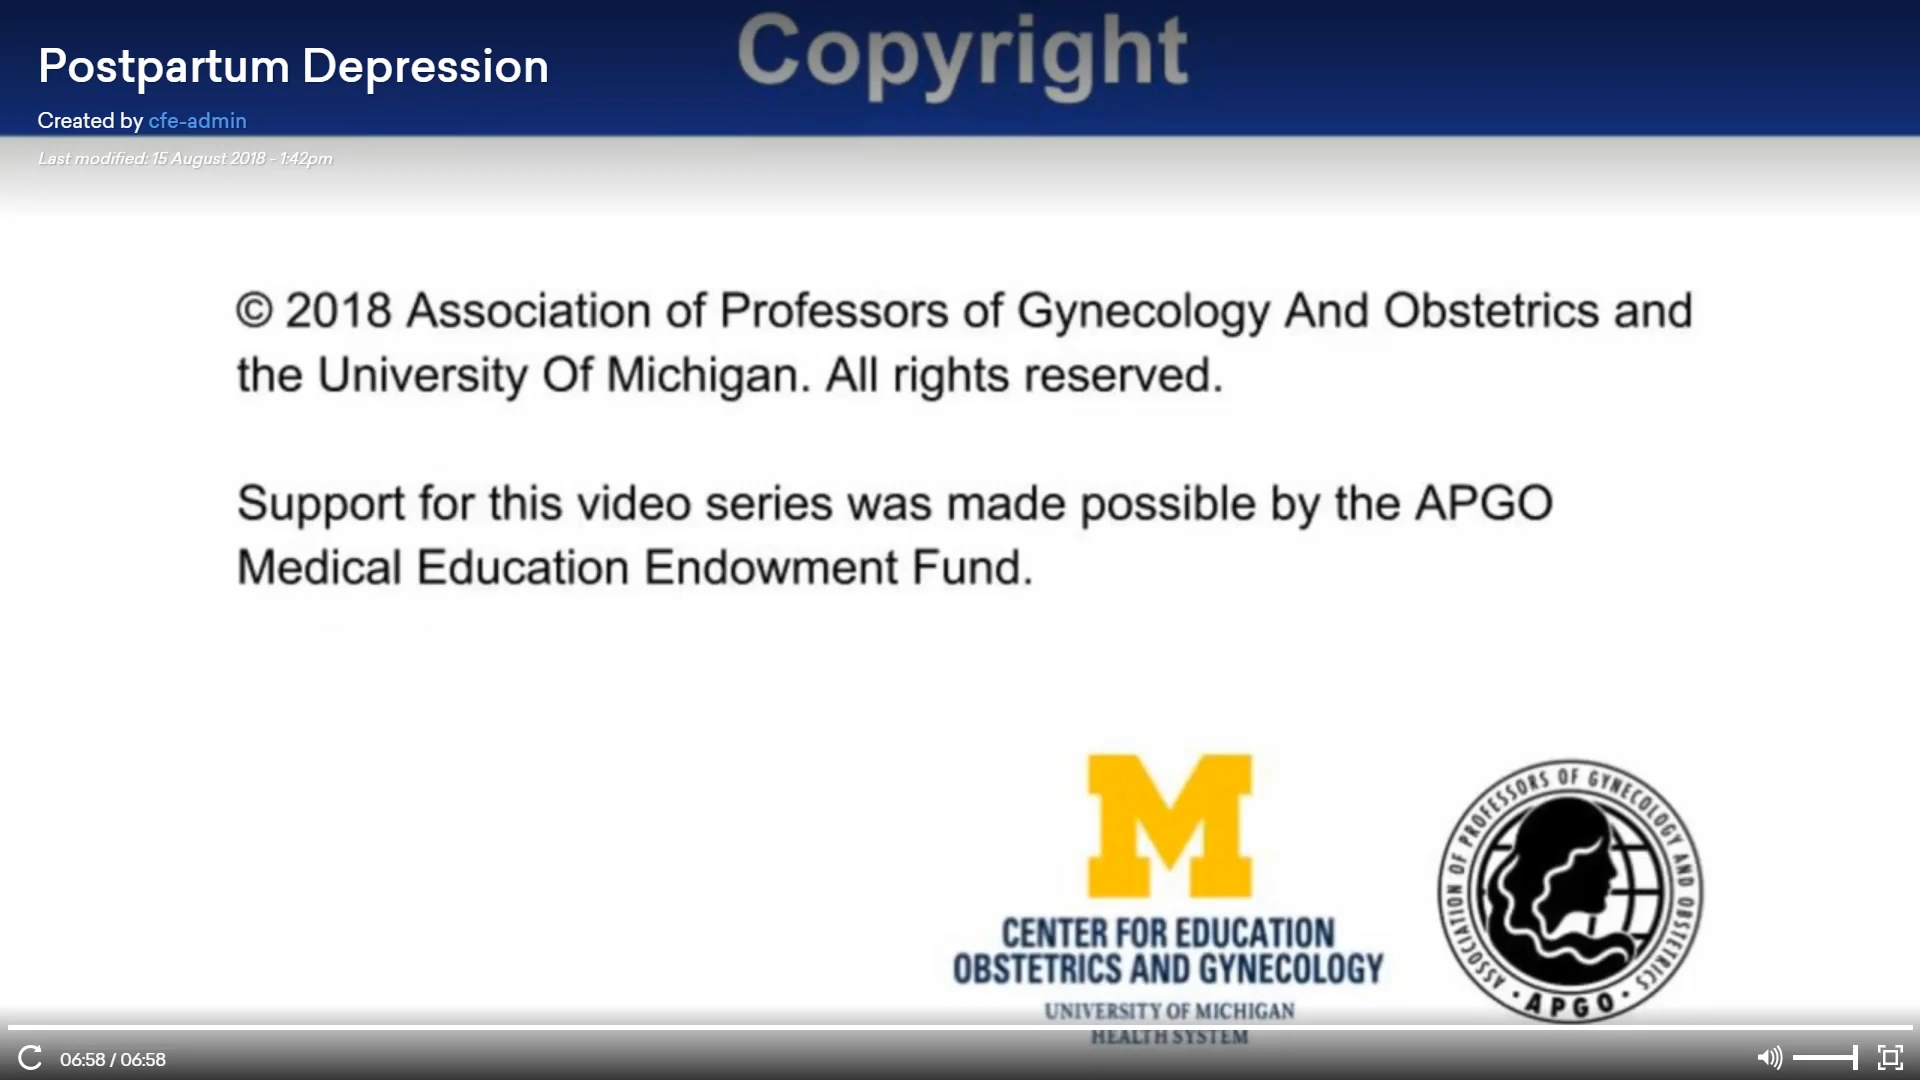 Copyright
Postpartum Depression
Created by cfe-admin
Last modified: 15 August 2018 - 1:42pm
© 2018 Association of Professors of Gynecology And Obstetrics and
the University Of Michigan. All rights reserved.
Support for this video series was made possible by the APGO
Medical Education Endowment Fund.
M
CENTER FOR EDUCATION
OBSTETRICS AND GYNECOLOGY
UNIVERSITY OF MICHIGAN
HEALTH SYSTEM
ASSOCIATION OF PROFESSORS OF GYNECOLOGY AND OBSTETRICS
· APGO ·
06:58 / 06:58